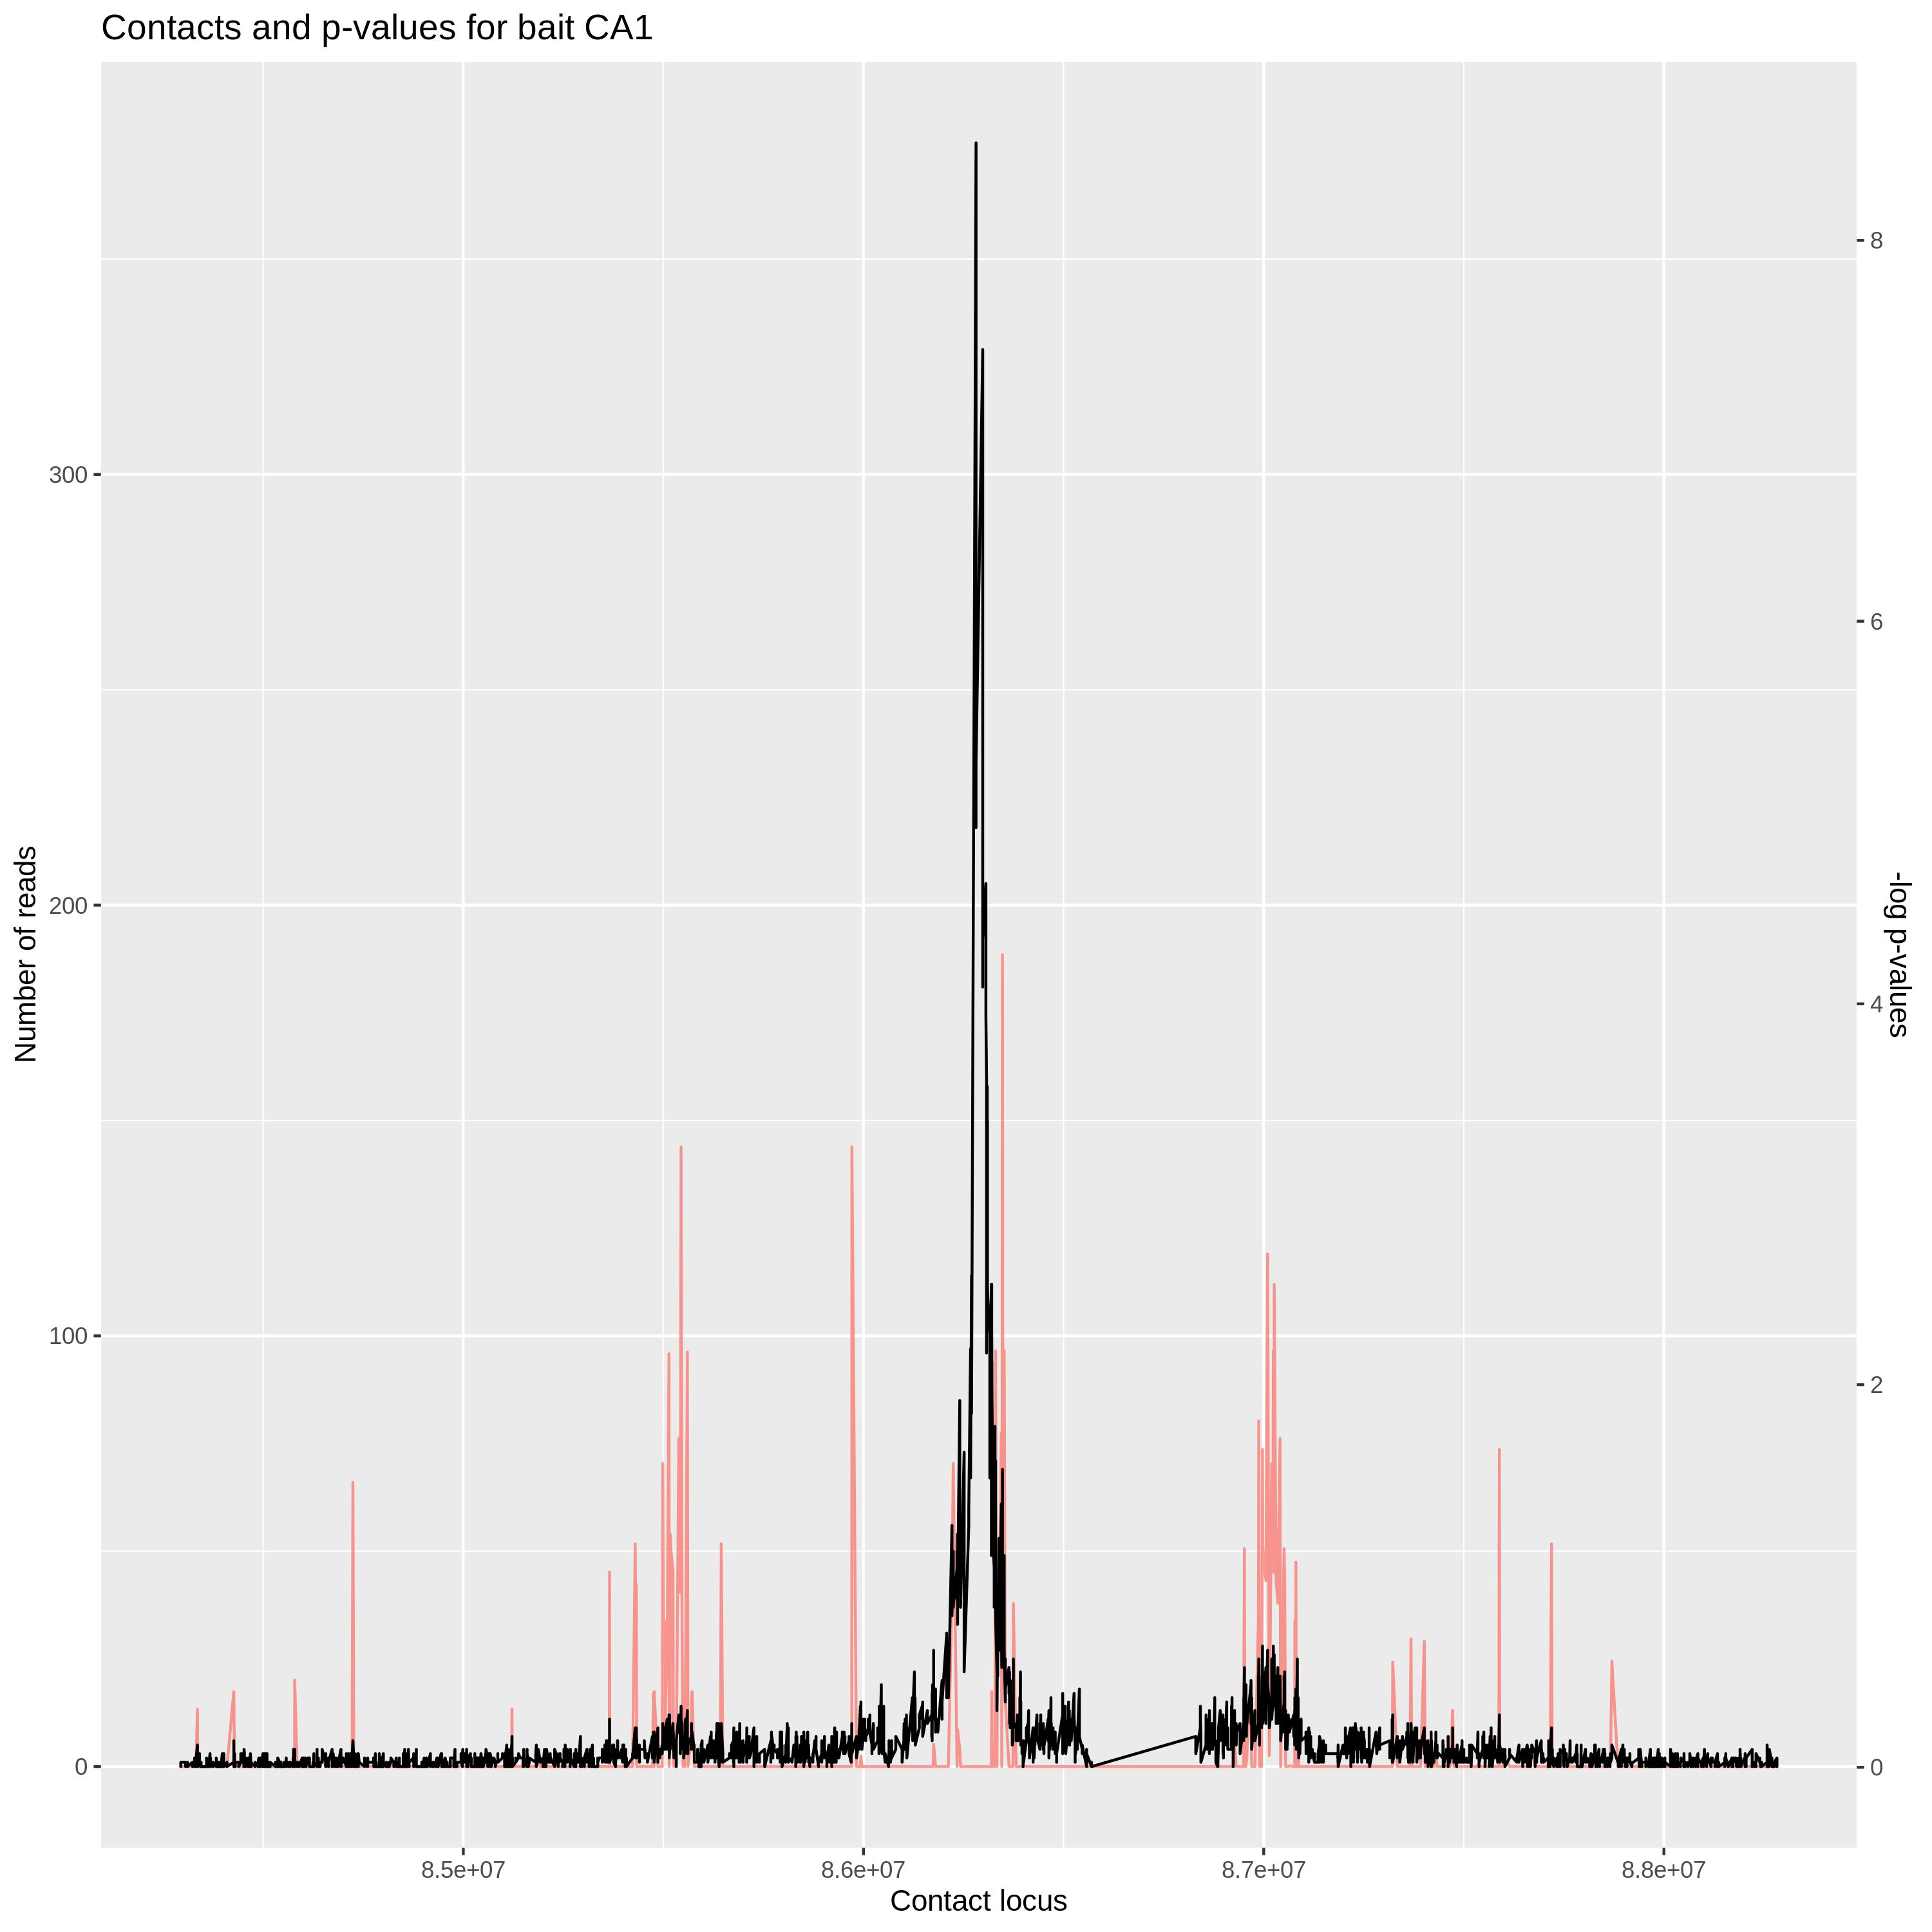 Contacts and p-values for bait CA1
Number of reads
300
200
100
0
8
6
4
2
0
-log p-values
8.5e+07
8.6e+07
8.7e+07
8.8e+07
Contact locus